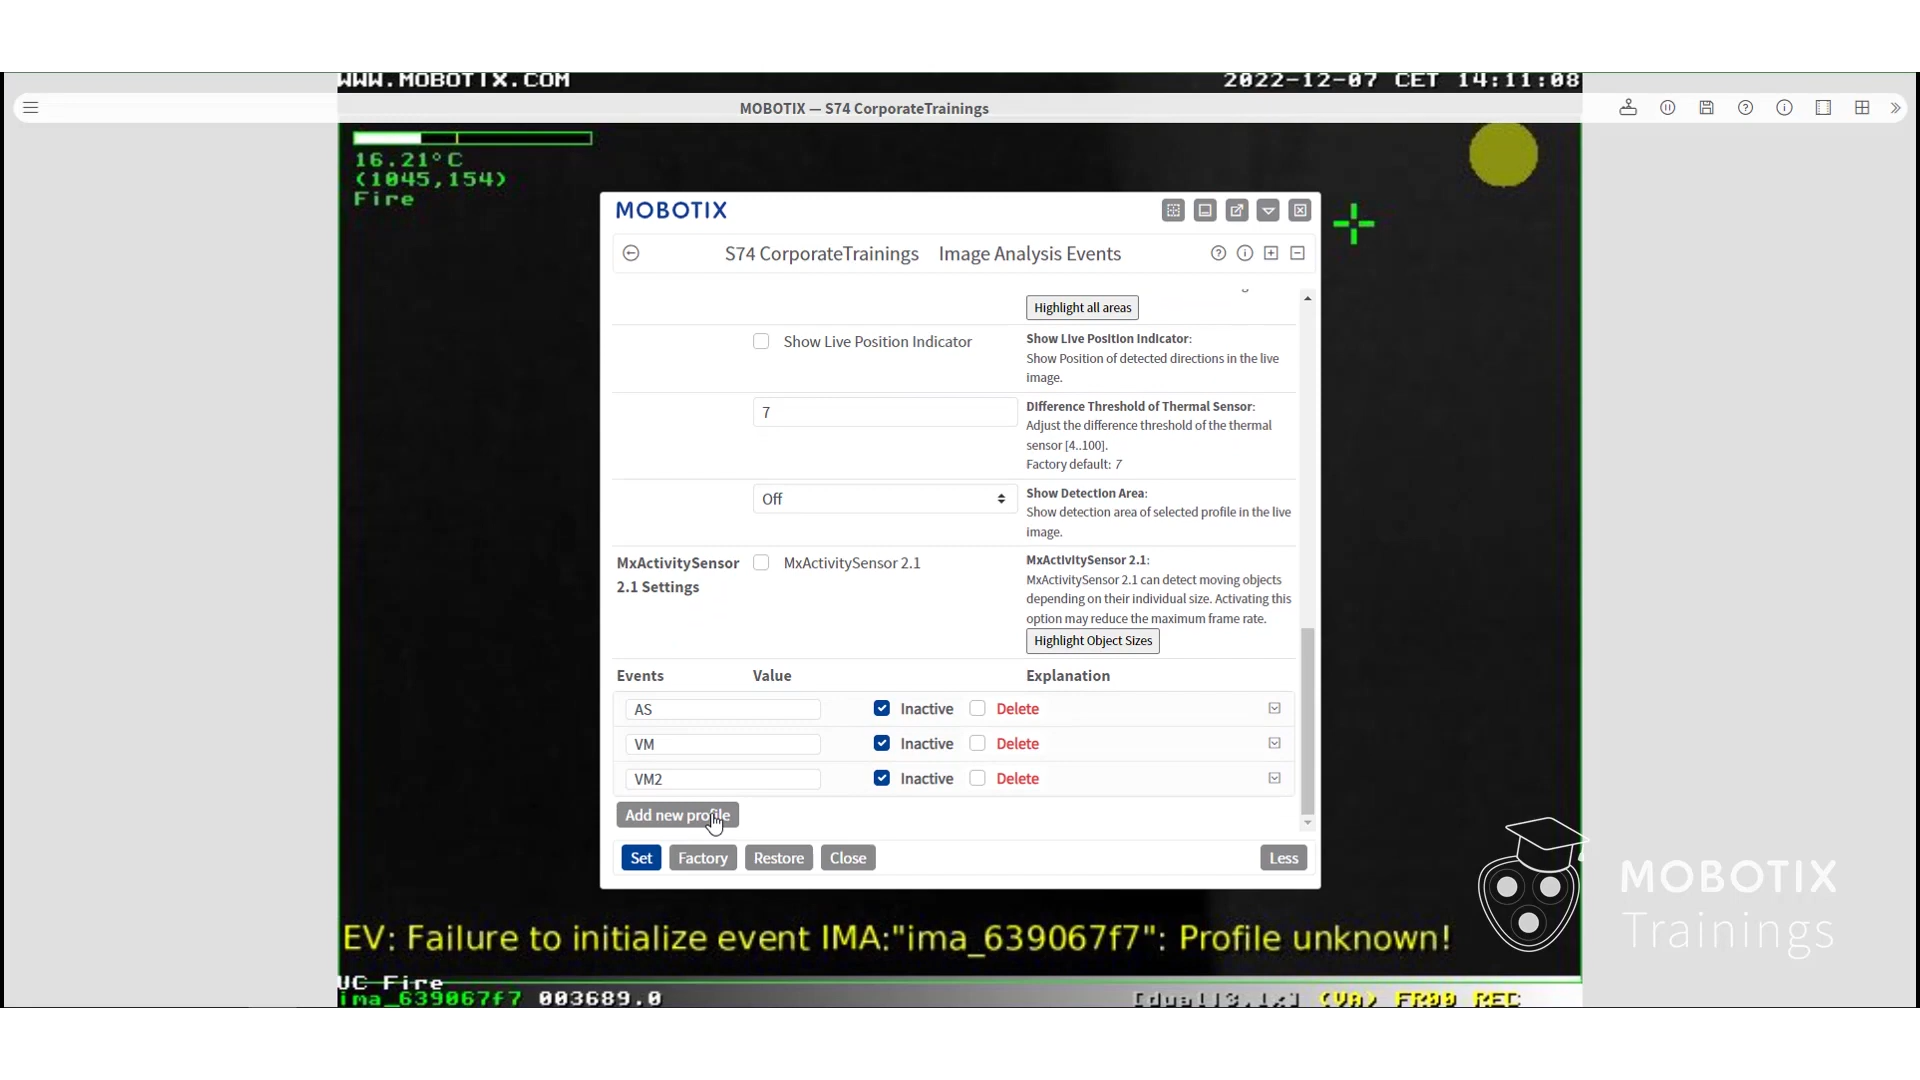 WWW.MOBOTIX.COM
2022-12-07 CET 14:11:08
MOBOTIX — S74 CorporateTrainings
16.21°C
(1045,154)
Fire
MOBOTIX
S74 CorporateTrainings Image Analysis Events
Highlight all areas
Show Live Position Indicator
Show Live Position Indicator:
Show Position of detected directions in the live
image.
7
Difference Threshold of Thermal Sensor:
Adjust the difference threshold of the thermal
sensor [4..100].
Factory default: 7
Off
Show Detection Area:
Show detection area of selected profile in the live
image.
MxActivitySensor
2.1 Settings
MxActivitySensor 2.1
MxActivitySensor 2.1:
MxActivitySensor 2.1 can detect moving objects
depending on their individual size. Activating this
option may reduce the maximum frame rate.
Highlight Object Sizes
Events Value Explanation
AS Inactive Delete
VM Inactive Delete
VM2 Inactive Delete
Add new profile
Set Factory Restore Close Less
MOBOTIX
Trainings
EV: Failure to initialize event IMA:"ima_639067f7": Profile unknown!
UC Fire
ima_639067f7 003689.0
(VA) FR00 REC